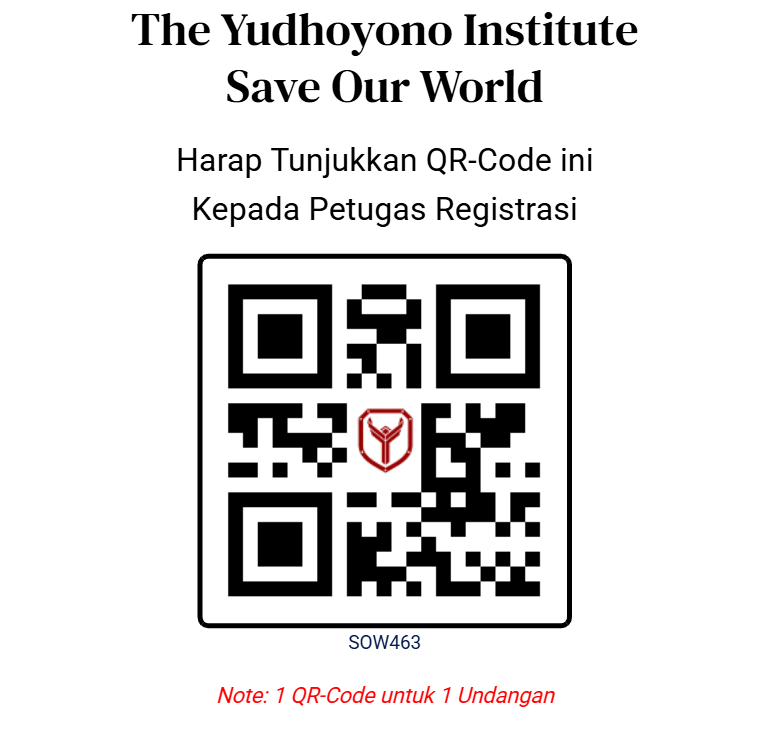 The Yudhoyono Institute
Save Our World
Harap Tunjukkan QR-Code ini
Kepada Petugas Registrasi
SOW463
Note: 1 QR-Code untuk 1 Undangan